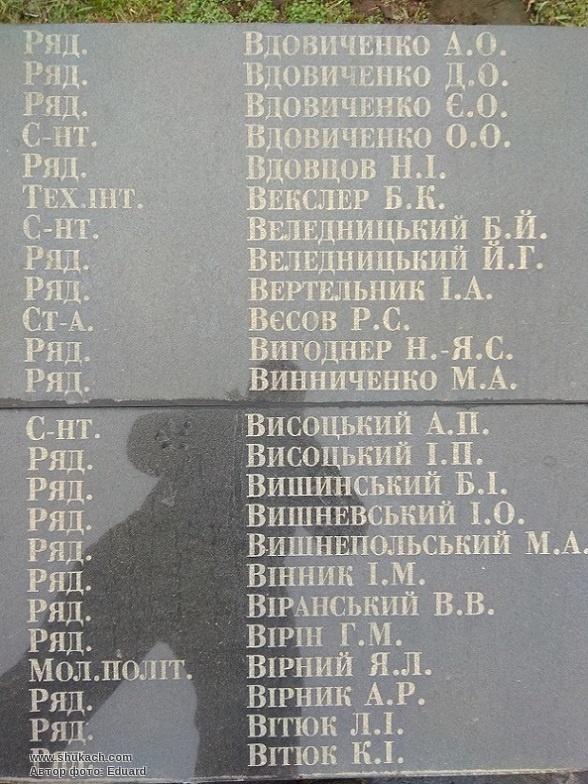 Ряд. Вдовиченко А.О.
Ряд. Вдовиченко Д.О.
Ряд. Вдовиченко Є.О.
С-нт. Вдовиченко О.О.
Ряд. Вдовцов Н.І.
Тех.інт. Векслер Б.К.
С-нт. Веледницький Б.Й.
Ряд. Веледницький Й.Г.
Ряд. Вертельник І.А.
Ст-а. Вєсов Р.С.
Ряд. Вигоднер Н.-Я.С.
Ряд. Винниченко М.А.
С-нт. Висоцький А.П.
Ряд. Висоцький І.П.
Ряд. Вишинський Б.І.
Ряд. Вишневський І.О.
Ряд. Вишнепольський М.А.
Ряд. Вінник І.М.
Ряд. Віранський В.В.
Ряд. Вірін Г.М.
Мол.політ. Вірний Я.Л.
Ряд. Вірник А.Р.
Ряд. Вітюк Л.І.
Ряд. Вітюк К.І.
www.shukach.com
Автор фото: Eduard